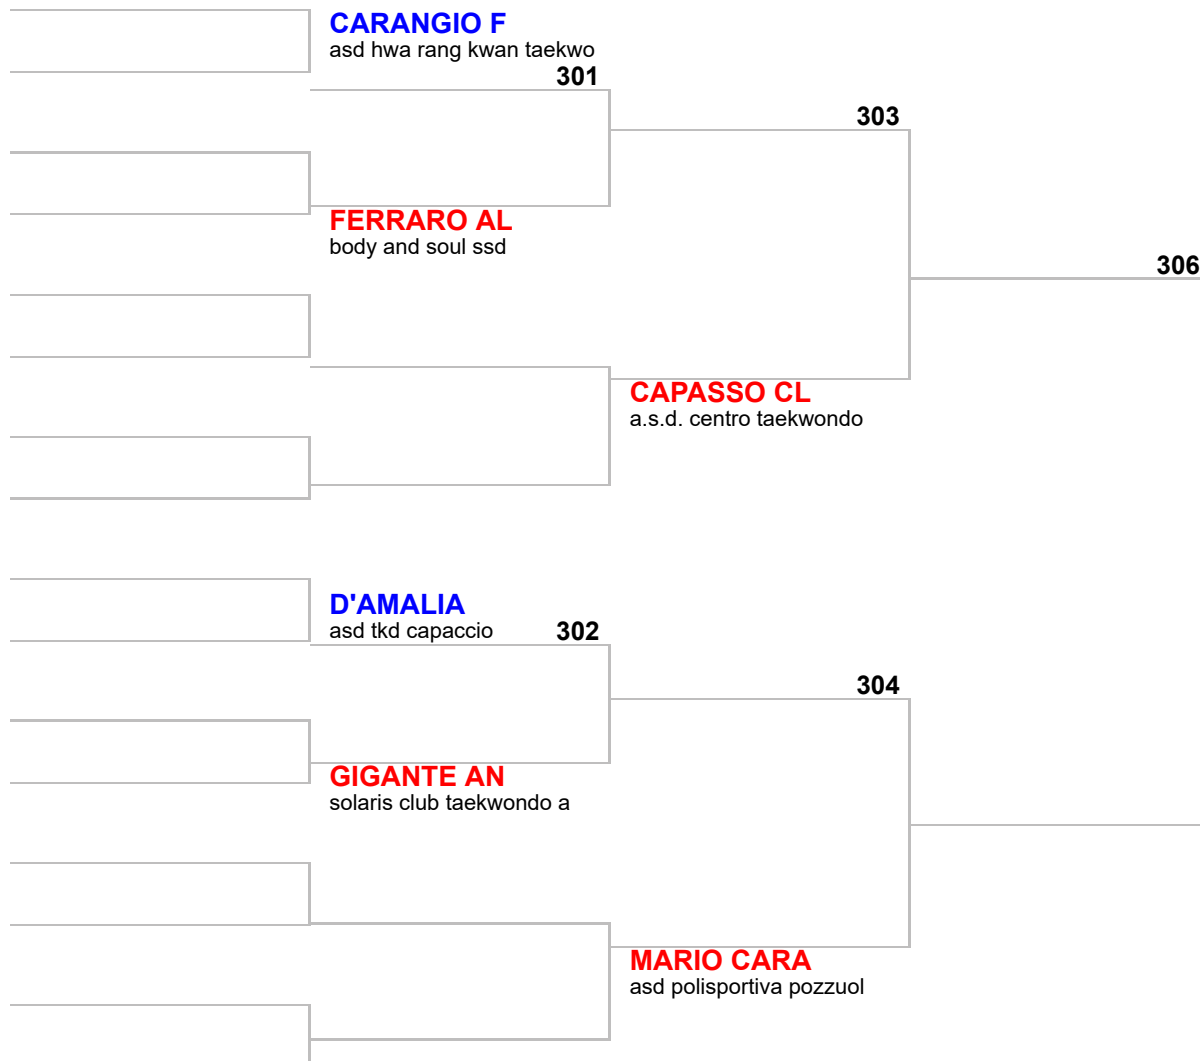 CARANGIO F
asd hwa rang kwan taekwo
301
303
FERRARO AL
body and soul ssd
306
CAPASSO CL
a.s.d. centro taekwondo
D'AMALIA
asd tkd capaccio
302
304
GIGANTE AN
solaris club taekwondo a
MARIO CARA
asd polisportiva pozzuol